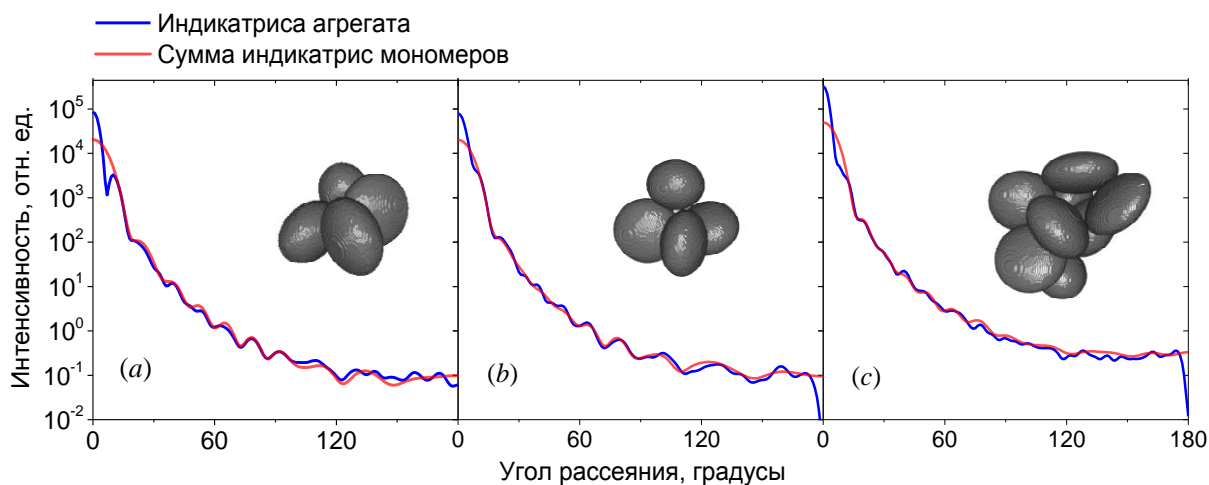 Индикатриса агрегата
Сумма индикатрис мономеров
Интенсивность, отн. ед.
10^5
10^4
10^3
10^2
10^1
10^0
10^-1
10^-2
(a)
(b)
(c)
0 60 120 0 60 120 0 60 120 180
Угол рассеяния, градусы